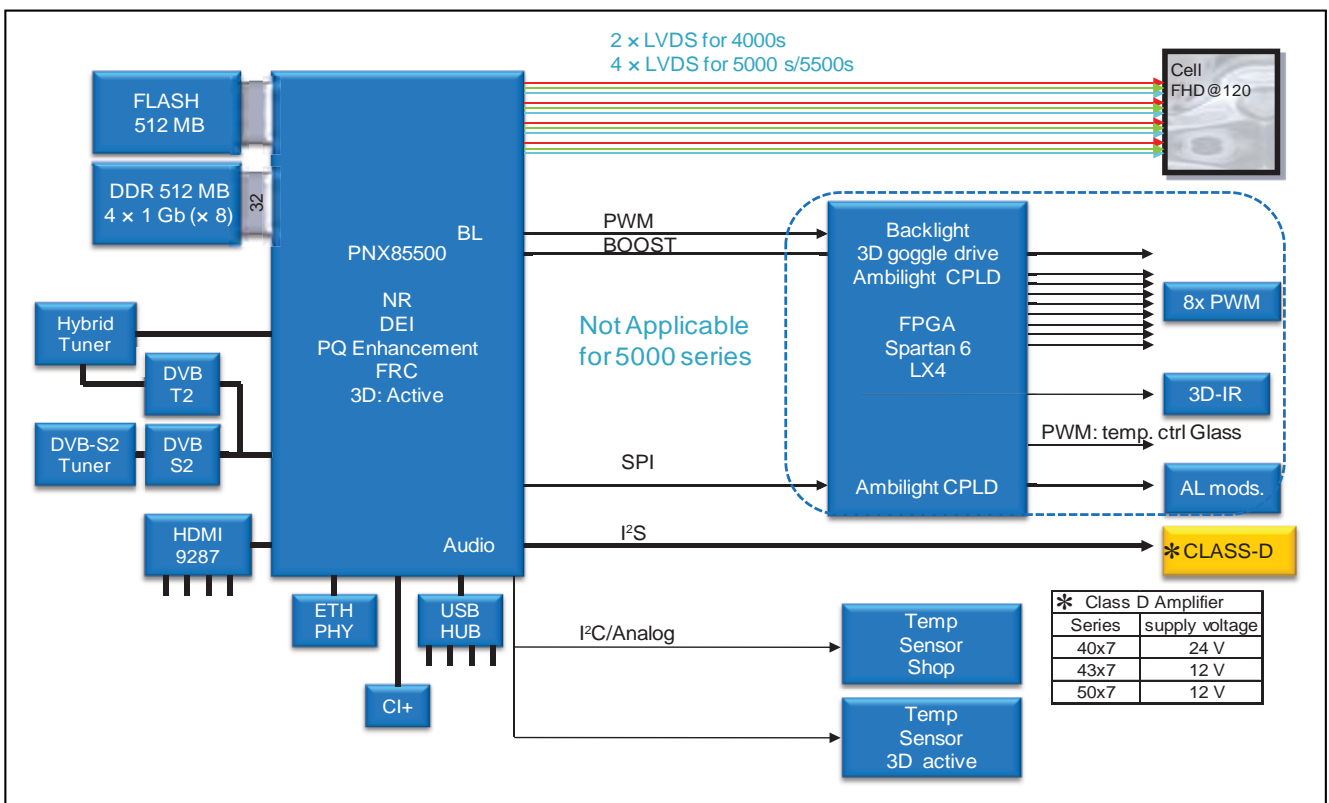 2 × LVDS for 4000s
4 × LVDS for 5000 s/5500s
Cell
FHD@120
FLASH
512 MB
DDR 512 MB
4 × 1 Gb (× 8)
32
BL
PNX85500
NR
DEI
PQ Enhancement
FRC
3D: Active
Audio
PWM
BOOST
Not Applicable
for 5000 series
SPI
I²S
I²C/Analog
Backlight
3D goggle drive
Ambilight CPLD
FPGA
Spartan 6
LX4
Ambilight CPLD
8x PWM
3D-IR
PWM: temp. ctrl Glass
AL mods.
* CLASS-D
Hybrid
Tuner
DVB
T2
DVB-S2
Tuner
DVB
S2
HDMI
9287
ETH
PHY
USB
HUB
CI+
Temp
Sensor
Shop
Temp
Sensor
3D active
* Class D Amplifier
Series supply voltage
40x7 24 V
43x7 12 V
50x7 12 V